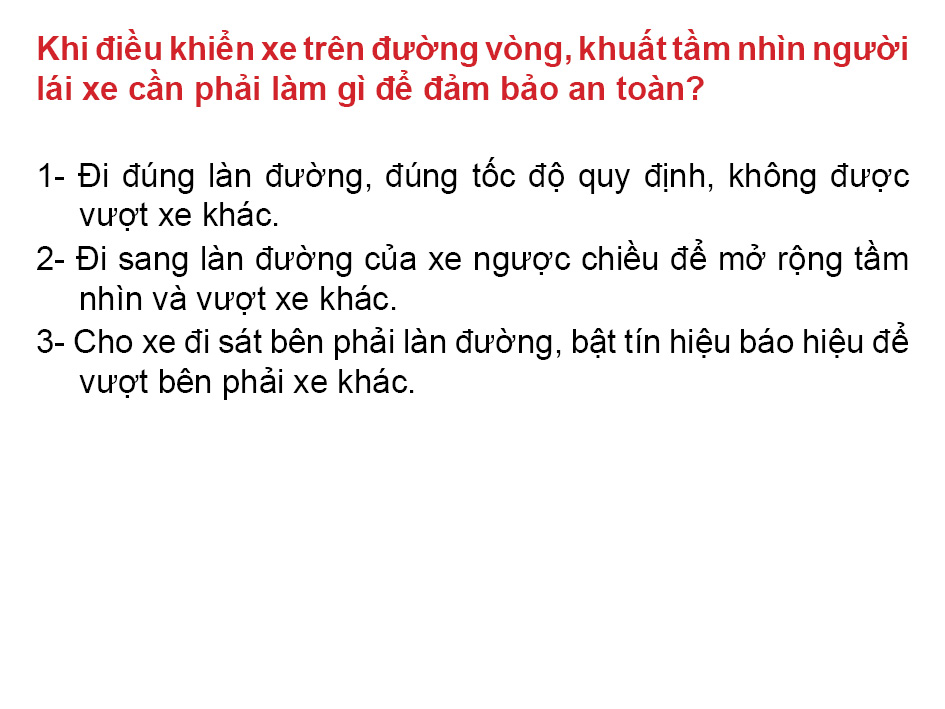 Khi điều khiển xe trên đường vòng, khuất tầm nhìn người
lái xe cần phải làm gì để đảm bảo an toàn?
1- Đi đúng làn đường, đúng tốc độ quy định, không được
vượt xe khác.
2- Đi sang làn đường của xe ngược chiều để mở rộng tầm
nhìn và vượt xe khác.
3- Cho xe đi sát bên phải làn đường, bật tín hiệu báo hiệu để
vượt bên phải xe khác.